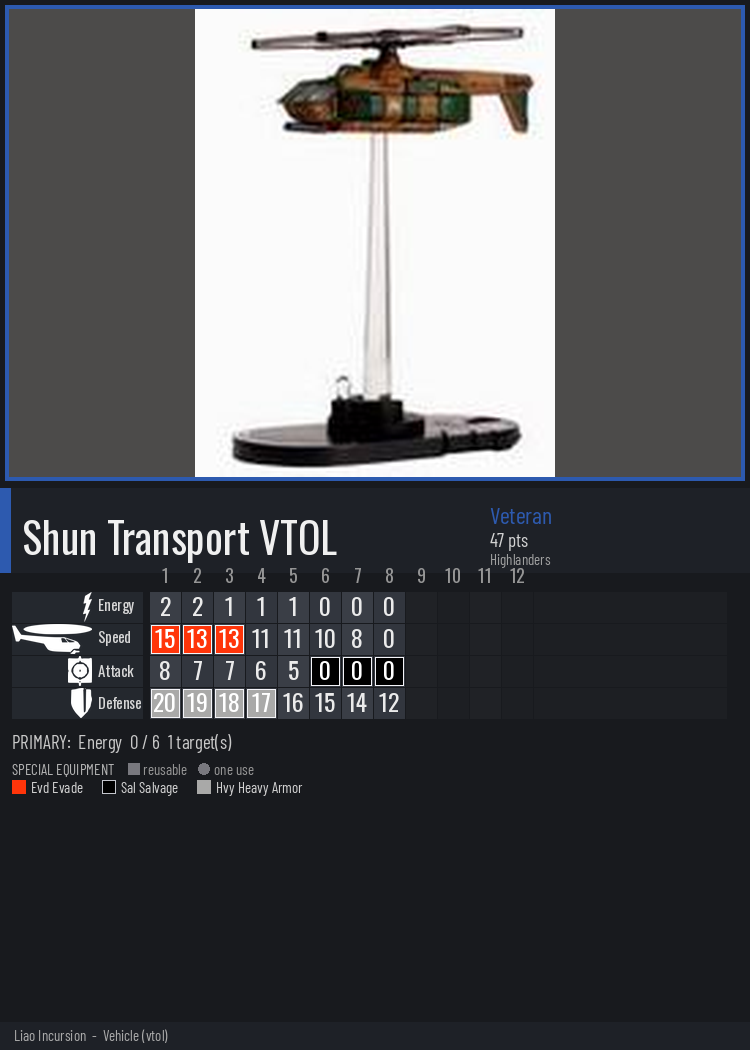 Shun Transport VTOL
Veteran
47 pts
Highlanders
1 2 3 4 5 6 7 8 9 10 11 12
Energy 2 2 1 1 1 0 0 0
Speed 15 13 13 11 11 10 8 0
Attack 8 7 7 6 5 0 0 0
Defense 20 19 18 17 16 15 14 12
PRIMARY: Energy 0 / 6 1 target(s)
SPECIAL EQUIPMENT reusable one use
Evd Evade Sal Salvage Hvy Heavy Armor
Liao Incursion - Vehicle (vtol)